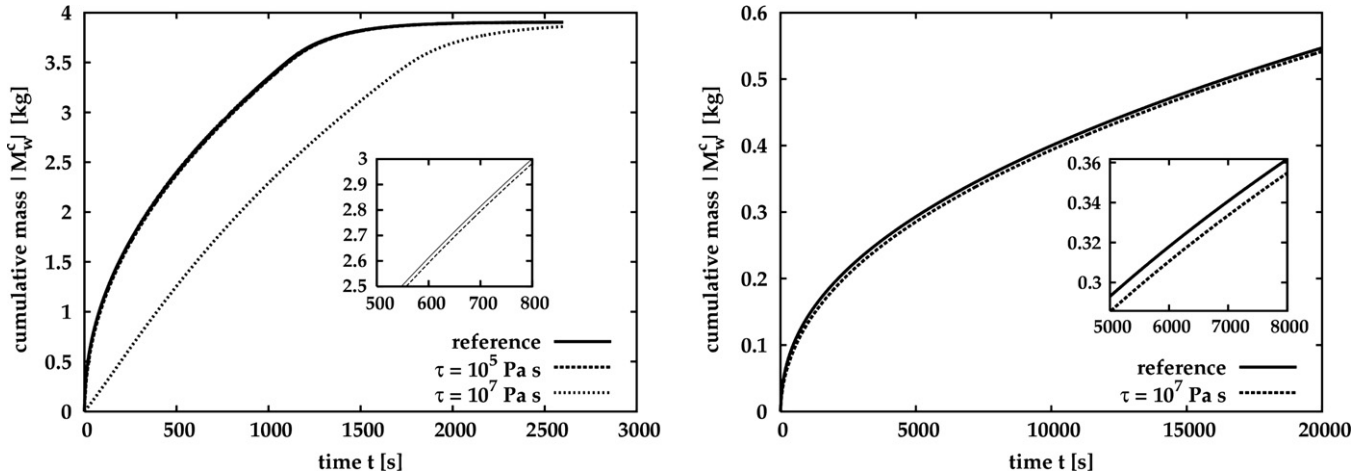 cumulative mass |M_w^c| [kg]
4
3.5
3
2.5
2
1.5
1
0.5
0
0 500 1000 1500 2000 2500 3000
time t [s]
3
2.9
2.8
2.7
2.6
2.5
500 600 700 800
reference
τ = 10^5 Pa s
τ = 10^7 Pa s
cumulative mass |M_w^c| [kg]
0.6
0.5
0.4
0.3
0.2
0.1
0
0 5000 10000 15000 20000
time t [s]
0.36
0.34
0.32
0.3
5000 6000 7000 8000
reference
τ = 10^7 Pa s